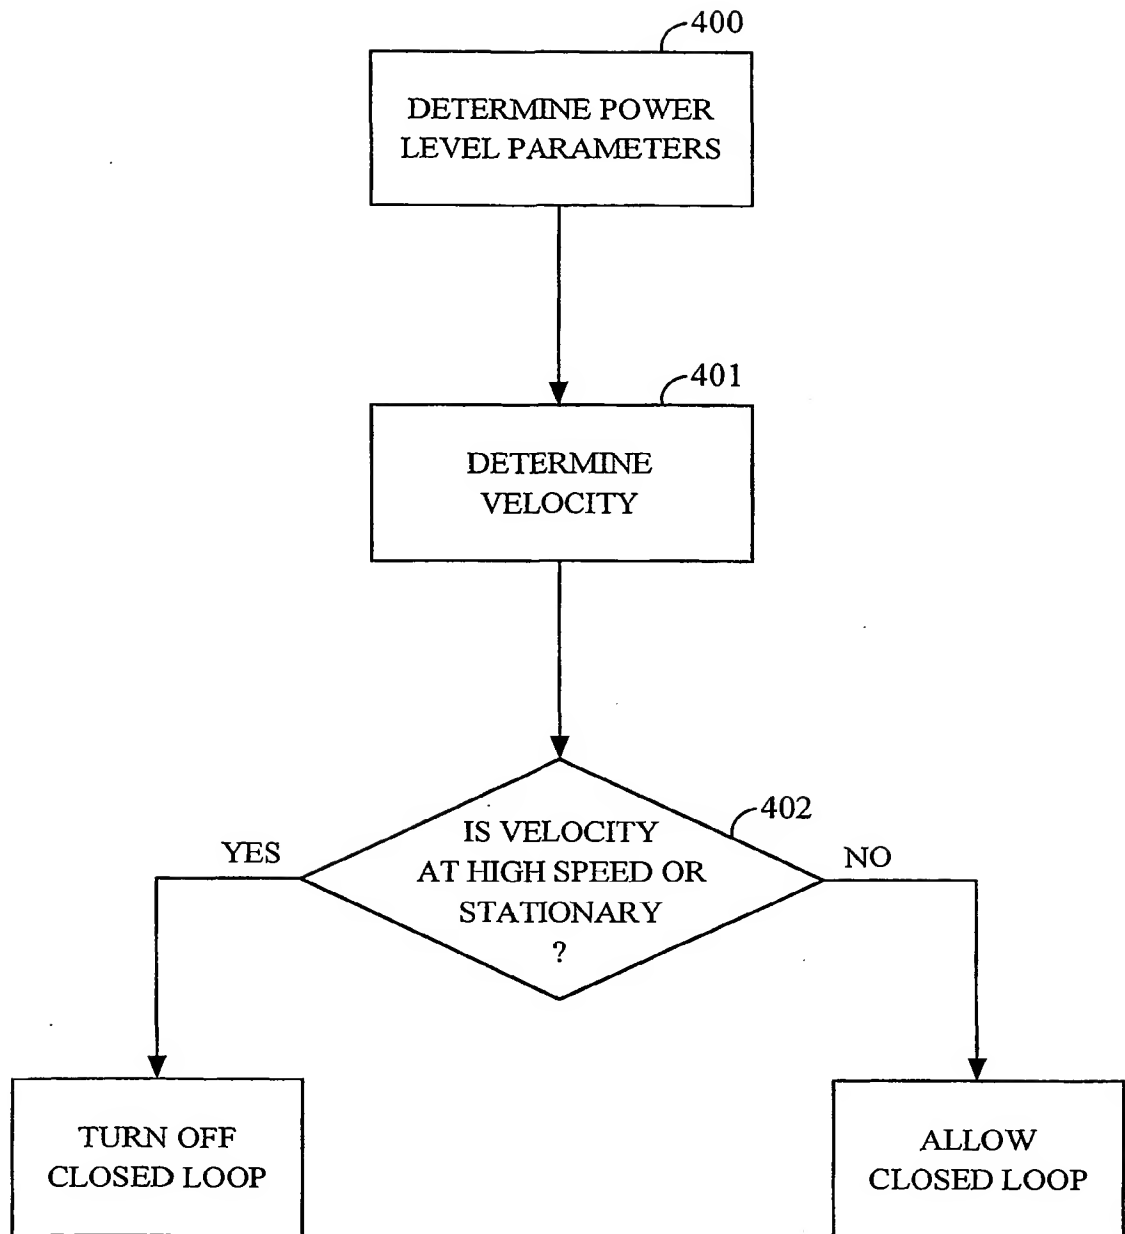 400
DETERMINE POWER
LEVEL PARAMETERS
401
DETERMINE
VELOCITY
402
IS VELOCITY
AT HIGH SPEED OR
STATIONARY
?
YES
NO
TURN OFF
CLOSED LOOP
ALLOW
CLOSED LOOP